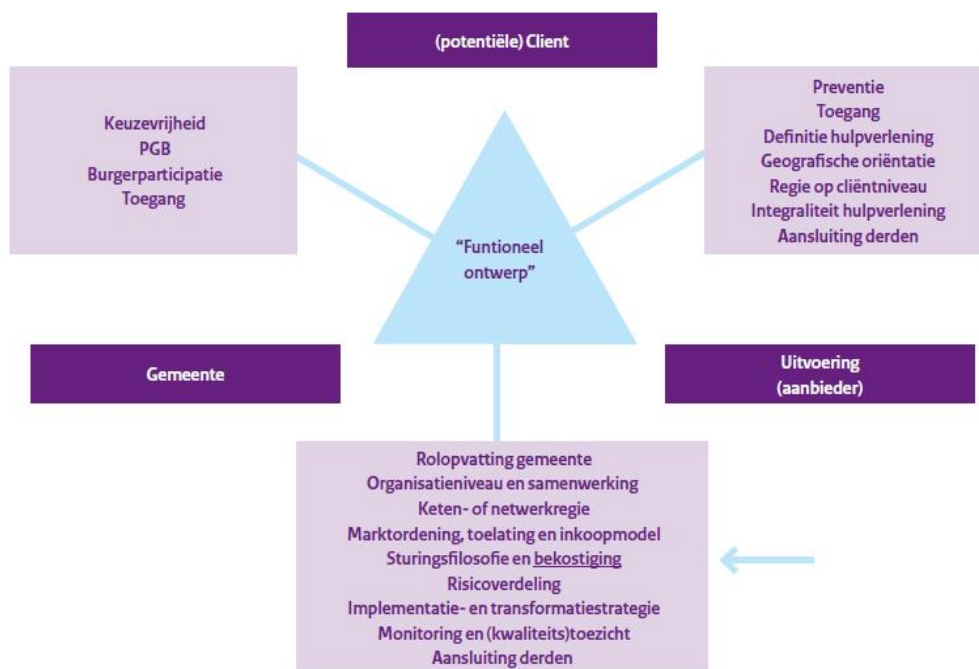 (potentiële) Client
Keuzevrijheid
PGB
Burgerparticipatie
Toegang
Preventie
Toegang
Definitie hulpverlening
Geografische oriëntatie
Regie op cliëntniveau
Integraliteit hulpverlening
Aansluiting derden
“Funtioneel
ontwerp”
Gemeente
Uitvoering
(aanbieder)
Rolopvatting gemeente
Organisatieniveau en samenwerking
Keten- of netwerkregie
Marktordening, toelating en inkoopmodel
Sturingsfilosofie en bekostiging
Risicoverdeling
Implementatie- en transformatiestrategie
Monitoring en (kwaliteits)toezicht
Aansluiting derden